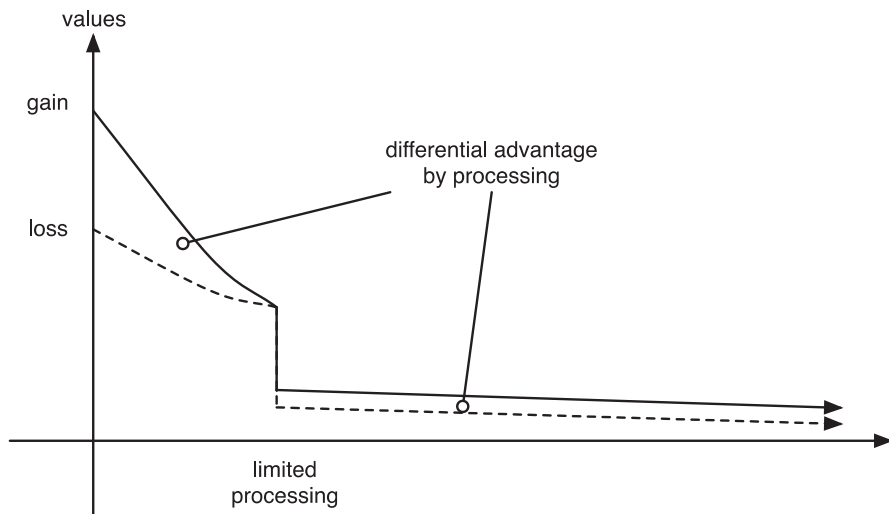 values
gain
differential advantage
by processing
loss
limited
processing